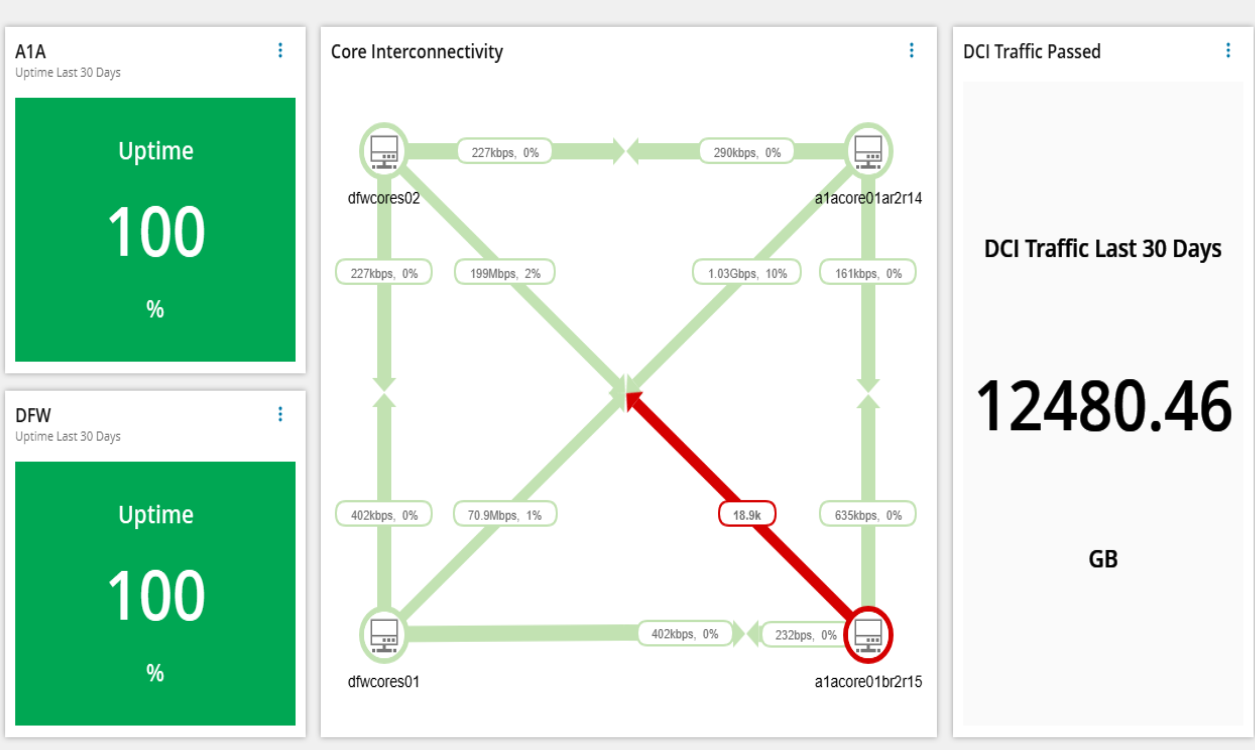 A1A
Uptime Last 30 Days
Uptime
100
%
DFW
Uptime Last 30 Days
Uptime
100
%
Core Interconnectivity
227kbps, 0%
290kbps, 0%
dfwcores02
a1acore01ar2r14
227kbps, 0%
199Mbps, 2%
1.03Gbps, 10%
161kbps, 0%
402kbps, 0%
70.9Mbps, 1%
18.9k
635kbps, 0%
402kbps, 0%
232bps, 0%
dfwcores01
a1acore01br2r15
DCI Traffic Passed
DCI Traffic Last 30 Days
12480.46
GB